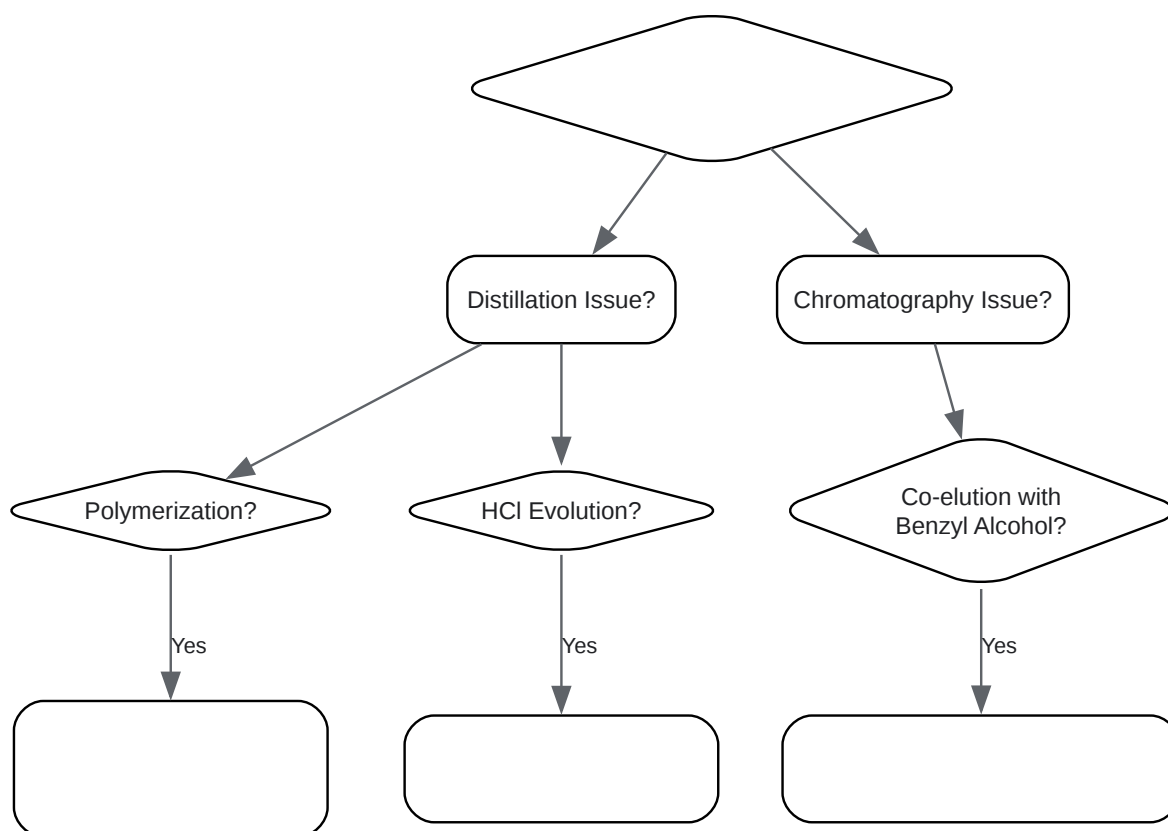 Distillation Issue?
Chromatography Issue?
Polymerization?
HCl Evolution?
Co-elution with
Benzyl Alcohol?
Yes
Yes
Yes